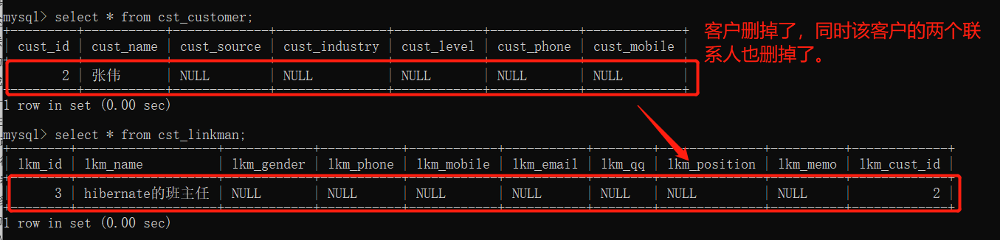 mysql> select * from cst_customer;
| cust_id | cust_name | cust_source | cust_industry | cust_level | cust_phone | cust_mobile |
| 2 | 张伟 | NULL | NULL | NULL | NULL | NULL |
1 row in set (0.00 sec)
客户删掉了，同时该客户的两个联
系人也删掉了。
mysql> select * from cst_linkman;
| lkm_id | lkm_name | lkm_gender | lkm_phone | lkm_mobile | lkm_email | lkm_qq | lkm_position | lkm_memo | lkm_cust_id |
| 3 | hibernate的班主任 | NULL | NULL | NULL | NULL | NULL | NULL | NULL | 2 |
1 row in set (0.00 sec)